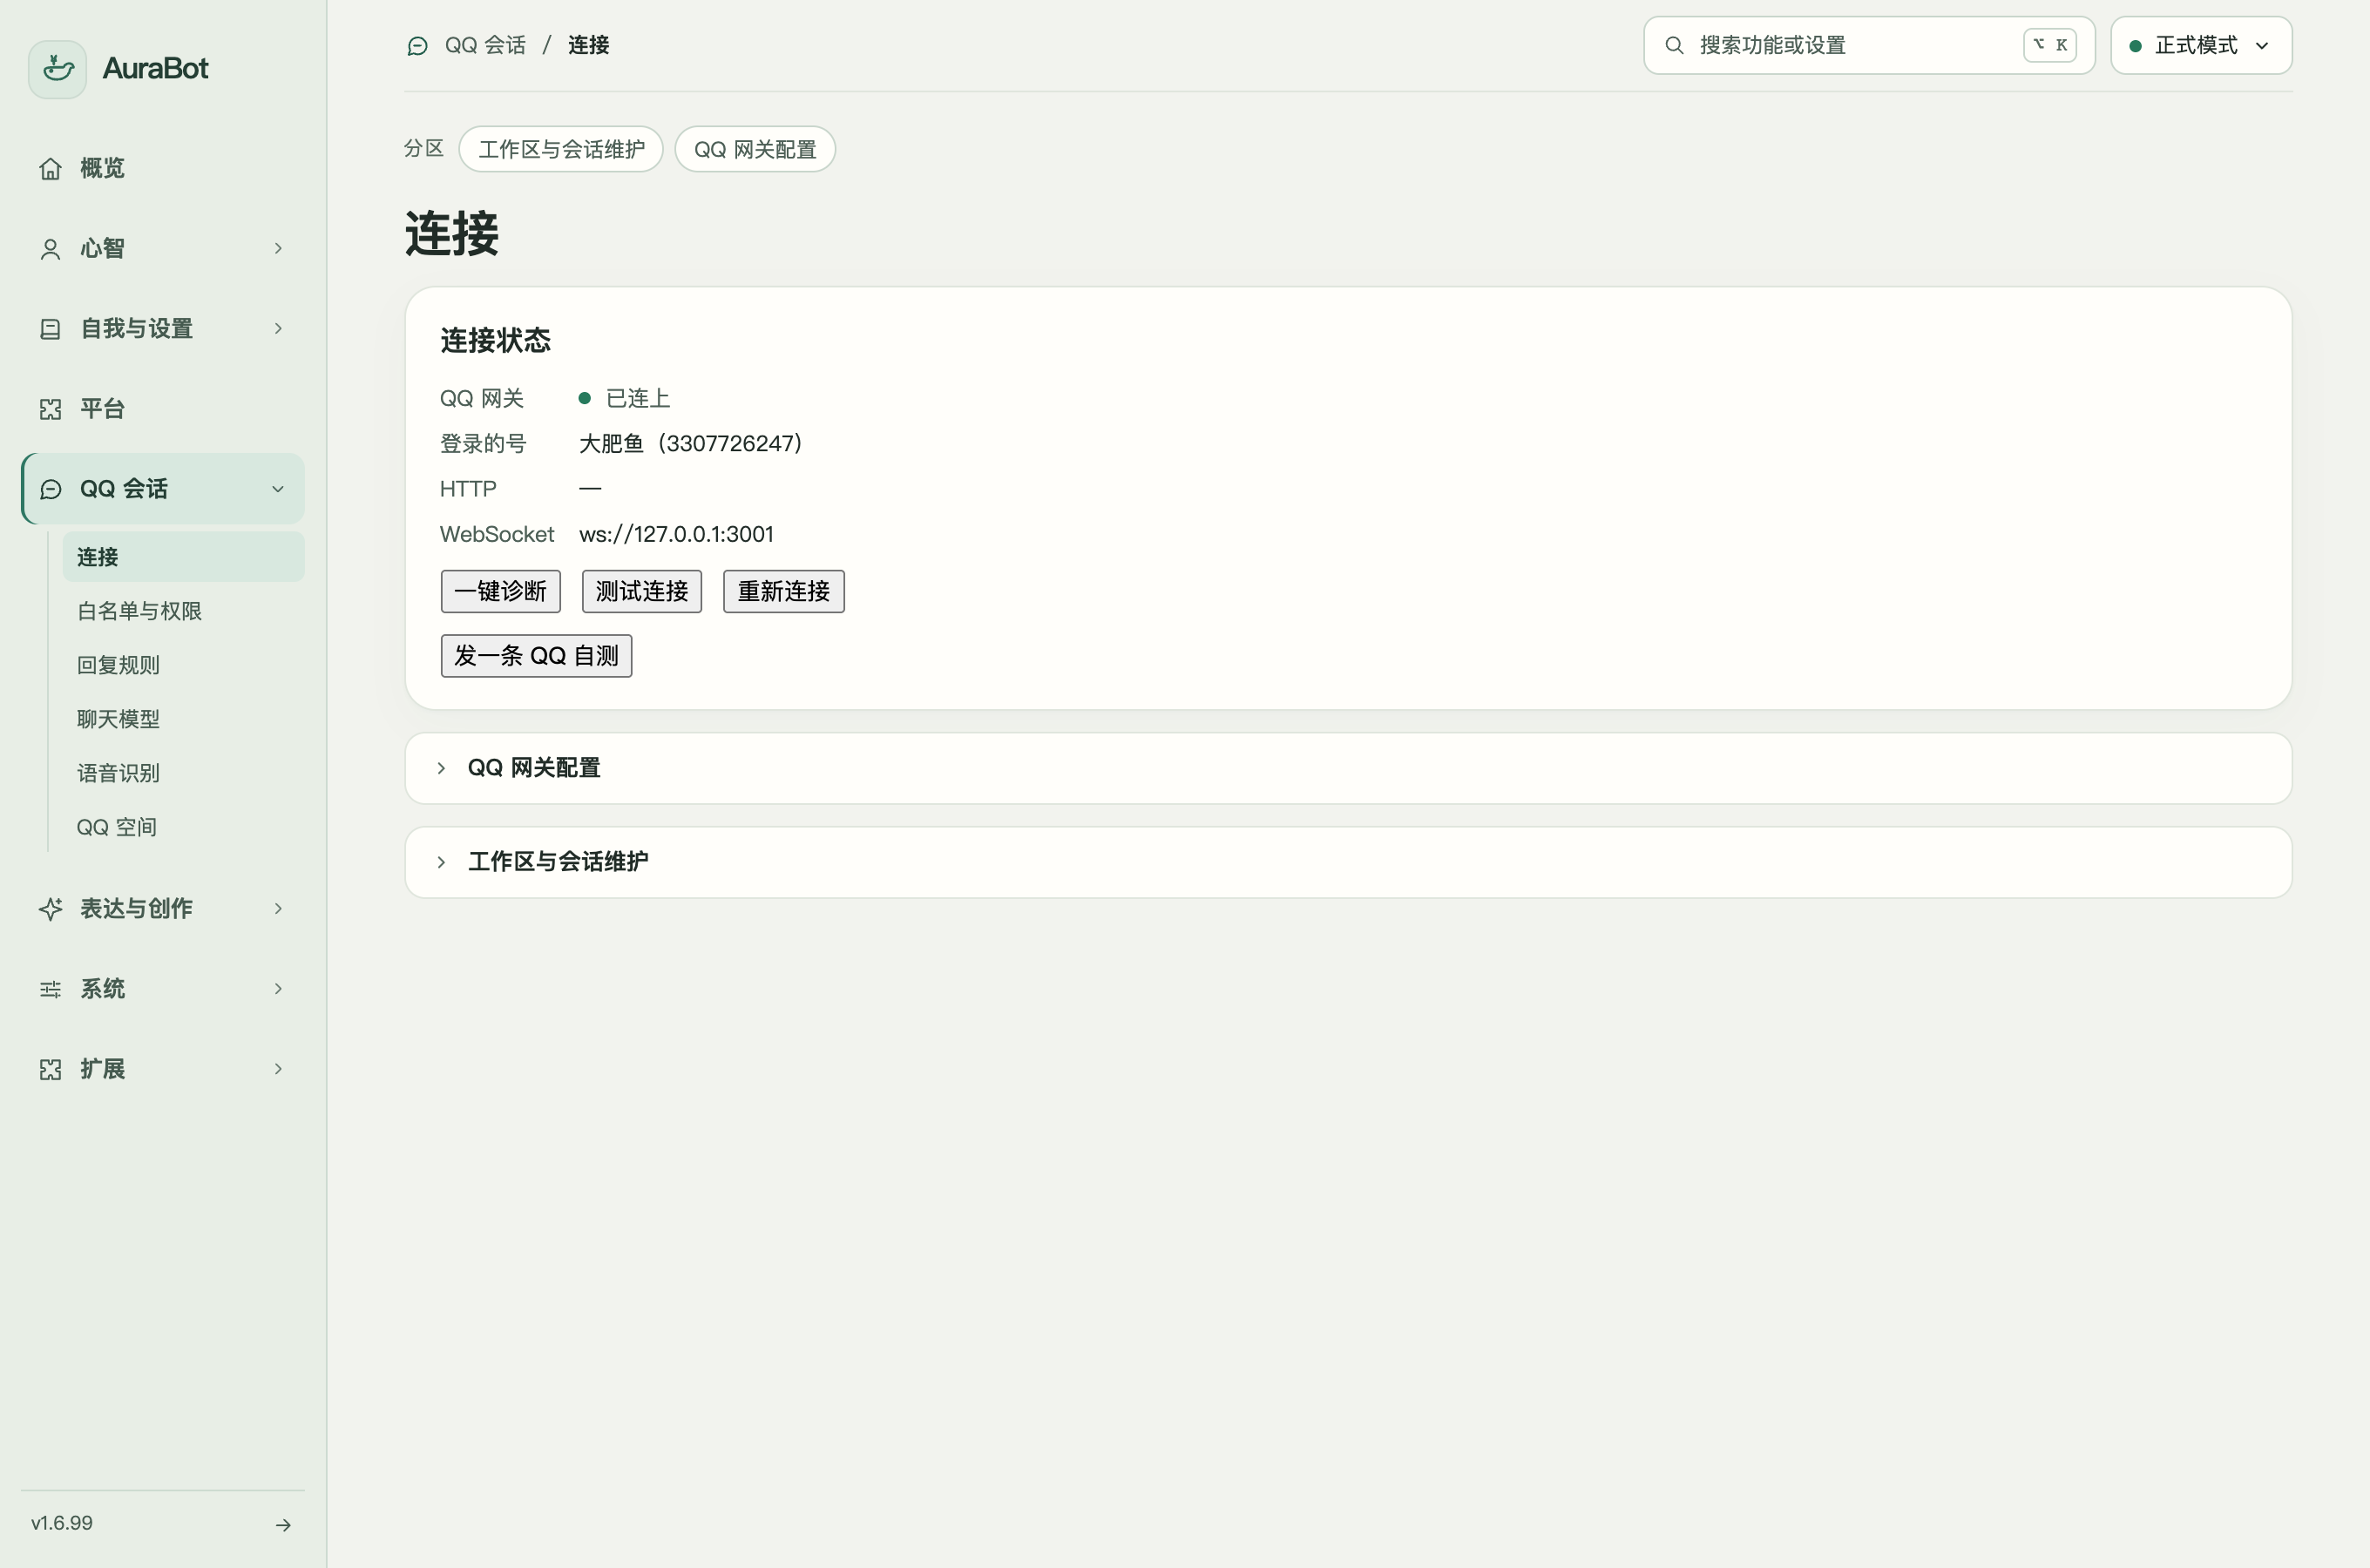 AuraBot
概览
心智
自我与设置
平台
QQ 会话
连接
白名单与权限
回复规则
聊天模型
语音识别
QQ 空间
表达与创作
系统
扩展
v1.6.99
QQ 会话 / 连接
搜索功能或设置 ⌥ K
正式模式
分区 工作区与会话维护 QQ 网关配置
连接
连接状态
QQ 网关 已连上
登录的号 大肥鱼（3307726247）
HTTP —
WebSocket ws://127.0.0.1:3001
一键诊断 测试连接 重新连接
发一条 QQ 自测
QQ 网关配置
工作区与会话维护